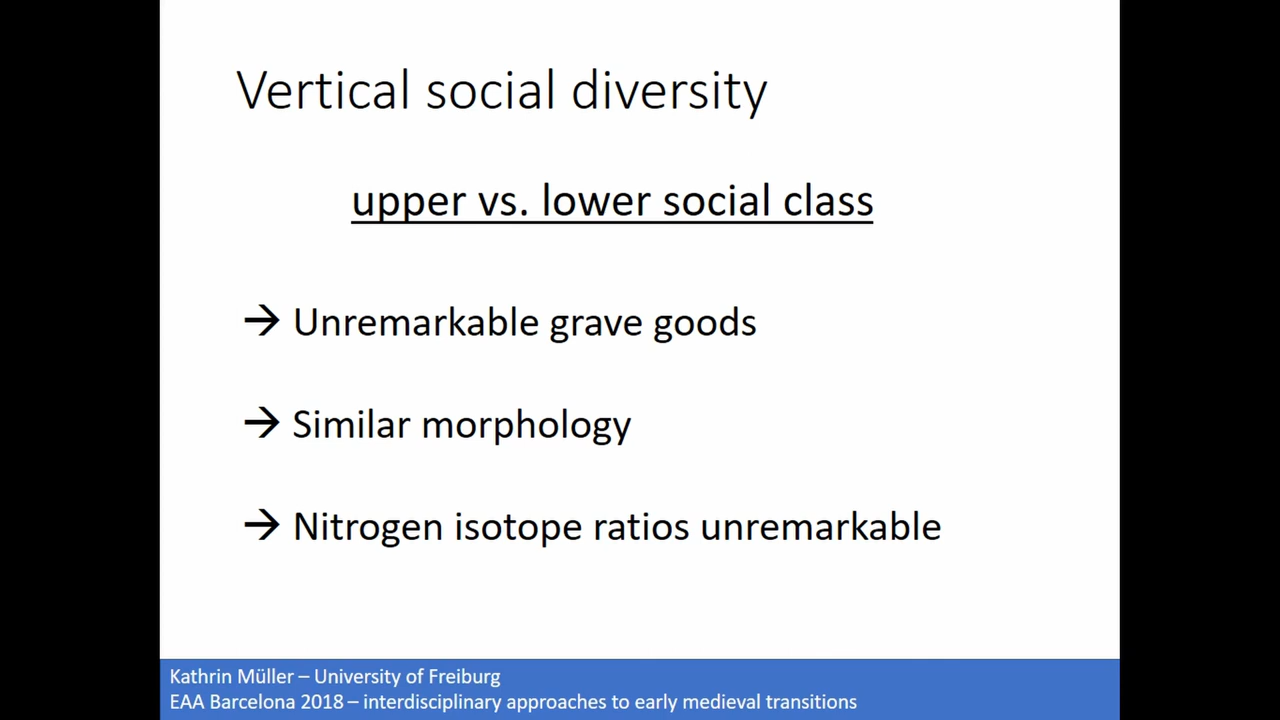 Vertical social diversity
upper vs. lower social class
→ Unremarkable grave goods
→ Similar morphology
→ Nitrogen isotope ratios unremarkable
Kathrin Müller – University of Freiburg
EAA Barcelona 2018 – interdisciplinary approaches to early medieval transitions